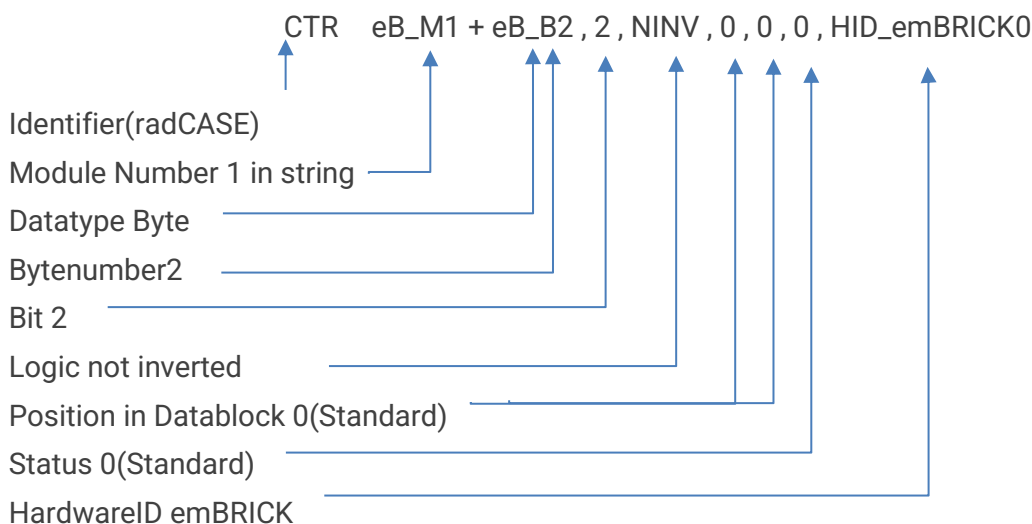 CTR eB_M1 + eB_B2 , 2 , NINV , 0 , 0 , 0 , HID_emBRICK0
Identifier(radCASE)
Module Number 1 in string
Datatype Byte
Bytenumber2
Bit 2
Logic not inverted
Position in Datablock 0(Standard)
Status 0(Standard)
HardwareID emBRICK